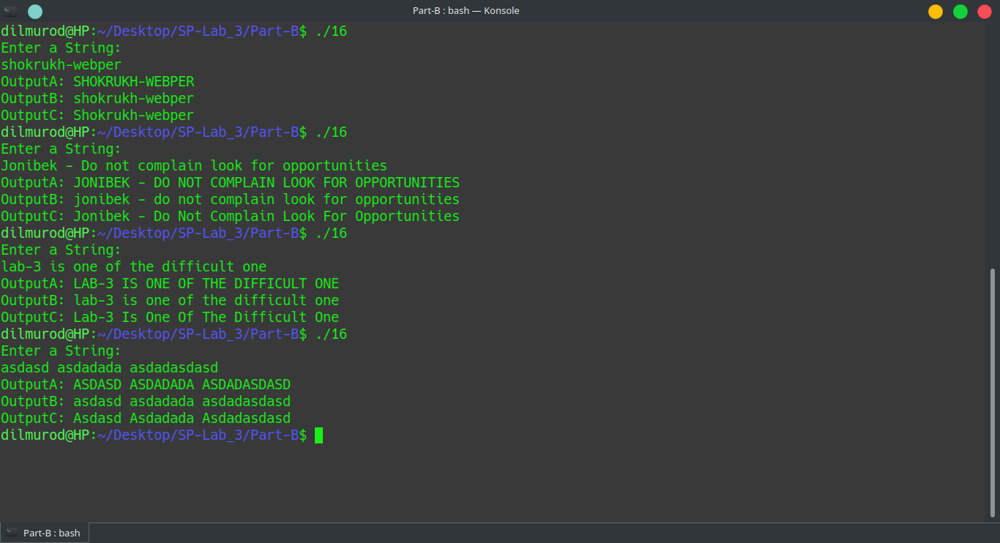 Part-B : bash — Konsole
dilmurod@HP:~/Desktop/SP-Lab_3/Part-B$ ./16
Enter a String:
shokrukh-webper
OutputA: SHOKRUKH-WEBPER
OutputB: shokrukh-webper
OutputC: Shokrukh-webper
dilmurod@HP:~/Desktop/SP-Lab_3/Part-B$ ./16
Enter a String:
Jonibek - Do not complain look for opportunities
OutputA: JONIBEK - DO NOT COMPLAIN LOOK FOR OPPORTUNITIES
OutputB: jonibek - do not complain look for opportunities
OutputC: Jonibek - Do Not Complain Look For Opportunities
dilmurod@HP:~/Desktop/SP-Lab_3/Part-B$ ./16
Enter a String:
lab-3 is one of the difficult one
OutputA: LAB-3 IS ONE OF THE DIFFICULT ONE
OutputB: lab-3 is one of the difficult one
OutputC: Lab-3 Is One Of The Difficult One
dilmurod@HP:~/Desktop/SP-Lab_3/Part-B$ ./16
Enter a String:
asdasd asdadada asdadasdasd
OutputA: ASDASD ASDADADA ASDADASDASD
OutputB: asdasd asdadada asdadasdasd
OutputC: Asdasd Asdadada Asdadasdasd
dilmurod@HP:~/Desktop/SP-Lab_3/Part-B$
Part-B : bash